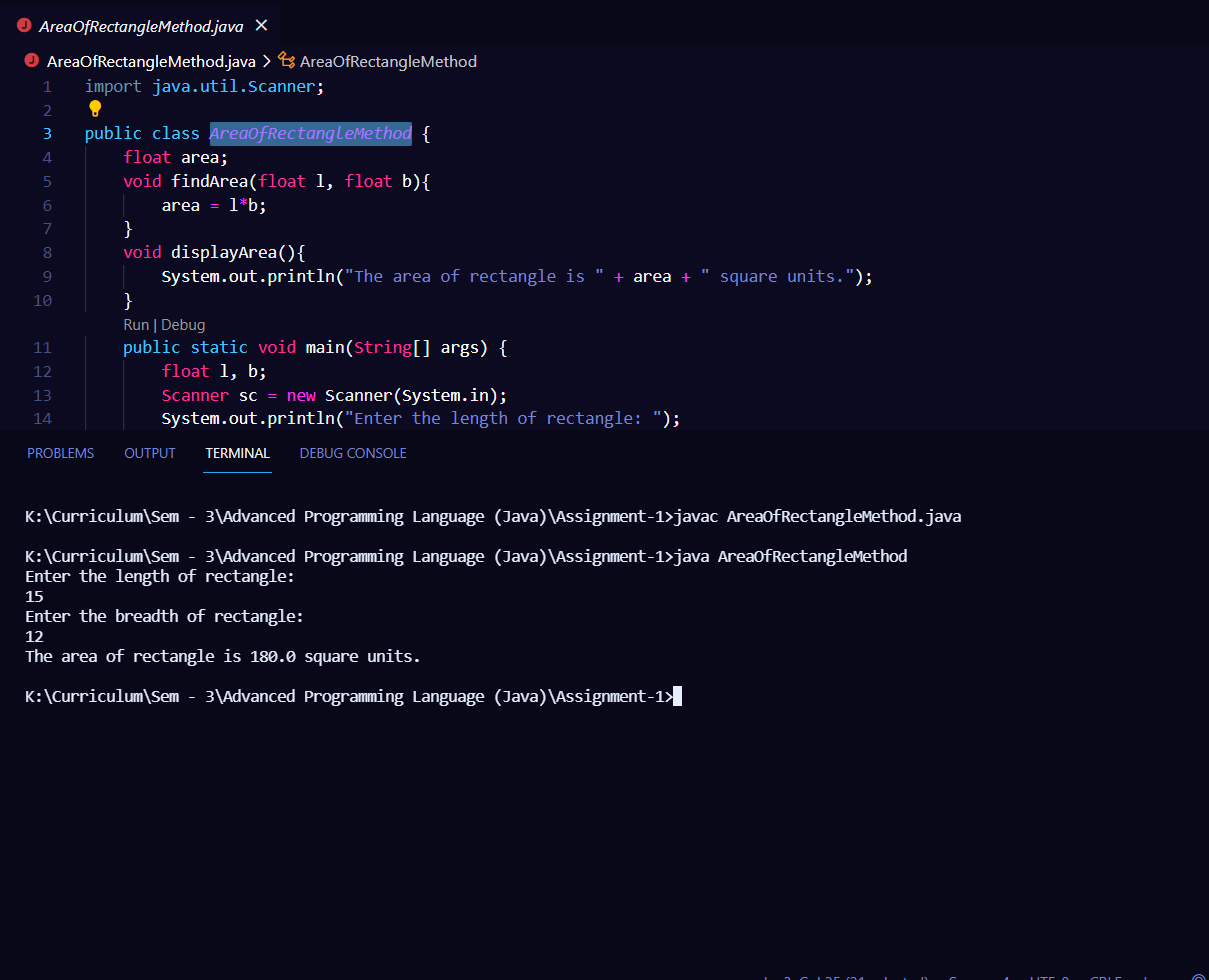 AreaOfRectangleMethod.java
AreaOfRectangleMethod.java > AreaOfRectangleMethod
1 import java.util.Scanner;
2
3 public class AreaOfRectangleMethod {
4 float area;
5 void findArea(float l, float b){
6 area = l*b;
7 }
8 void displayArea(){
9 System.out.println("The area of rectangle is " + area + " square units.");
10 }
Run | Debug
11 public static void main(String[] args) {
12 float l, b;
13 Scanner sc = new Scanner(System.in);
14 System.out.println("Enter the length of rectangle: ");
PROBLEMS OUTPUT TERMINAL DEBUG CONSOLE
K:\Curriculum\Sem - 3\Advanced Programming Language (Java)\Assignment-1>javac AreaOfRectangleMethod.java
K:\Curriculum\Sem - 3\Advanced Programming Language (Java)\Assignment-1>java AreaOfRectangleMethod
Enter the length of rectangle:
15
Enter the breadth of rectangle:
12
The area of rectangle is 180.0 square units.
K:\Curriculum\Sem - 3\Advanced Programming Language (Java)\Assignment-1>